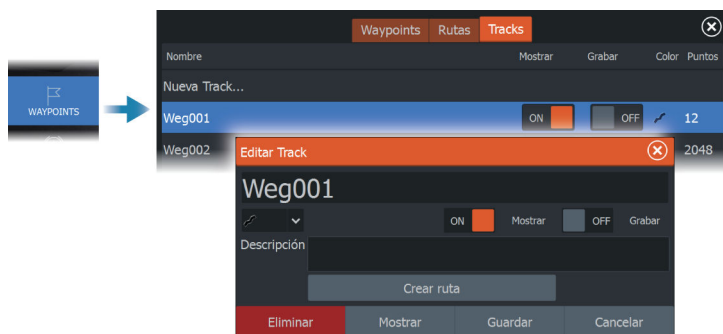 Waypoints Rutas Tracks
Nombre Mostrar Grabar Color Puntos
Nueva Track...
WAYPOINTS
Weg001 ON OFF 12
Weg002 2048
Editar Track
Weg001
ON Mostrar OFF Grabar
Descripción
Crear ruta
Eliminar Mostrar Guardar Cancelar